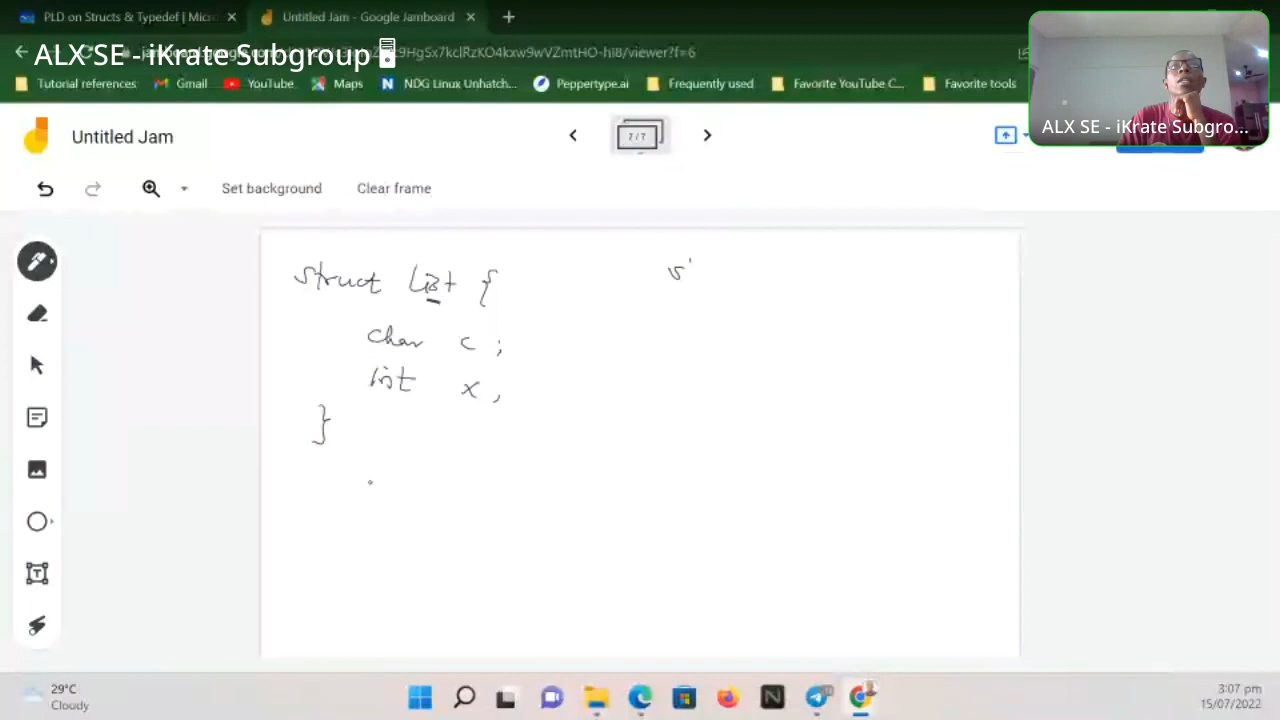 PLD on Structs & Typedef | Micro
Untitled Jam - Google Jamboard
ALX SE - iKrate Subgroup
Tutorial references
Gmail
YouTube
Maps
NDG Linux Unhatch...
Peppertype.ai
Frequently used
Favorite YouTube C...
Favorite tools
ALX SE - iKrate Subgro...
Untitled Jam
7 / 7
Set background
Clear frame
struct list {
char c ;
list x ,
}
29°C
Cloudy
3:07 pm
15/07/2022